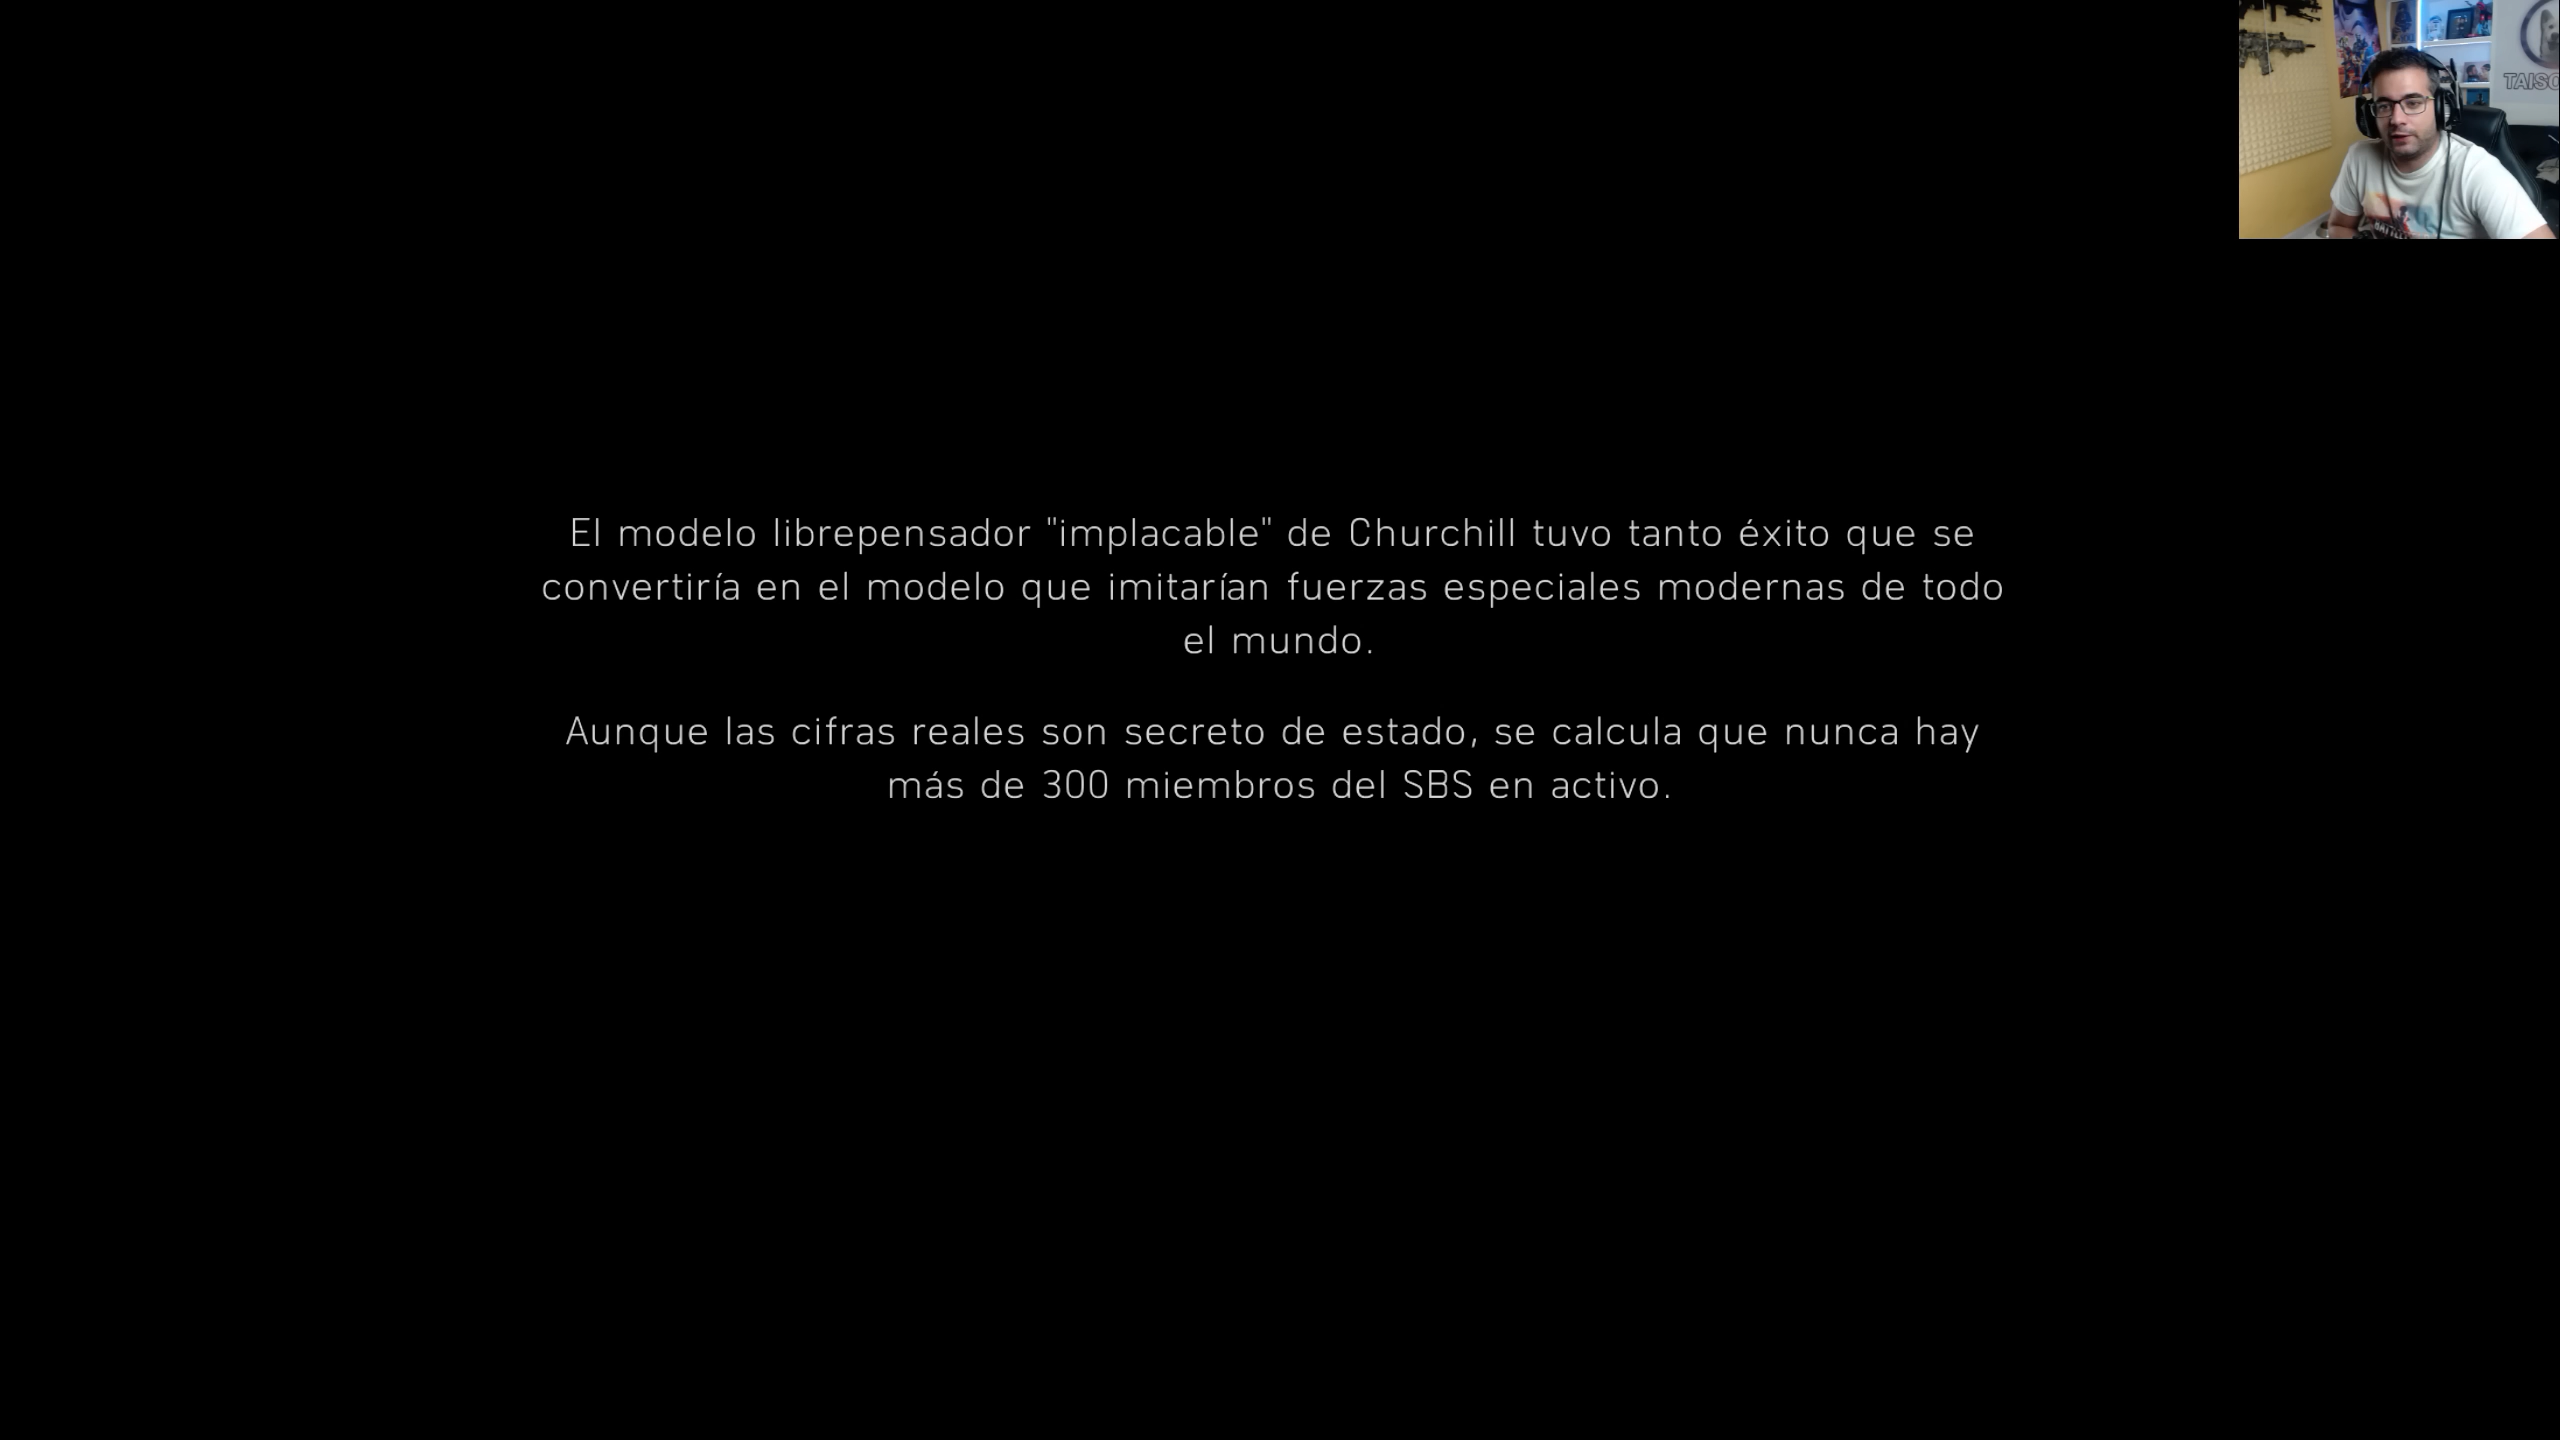 TAISO
El modelo librepensador "implacable" de Churchill tuvo tanto éxito que se
convertiría en el modelo que imitarían fuerzas especiales modernas de todo
el mundo.
Aunque las cifras reales son secreto de estado, se calcula que nunca hay
más de 300 miembros del SBS en activo.